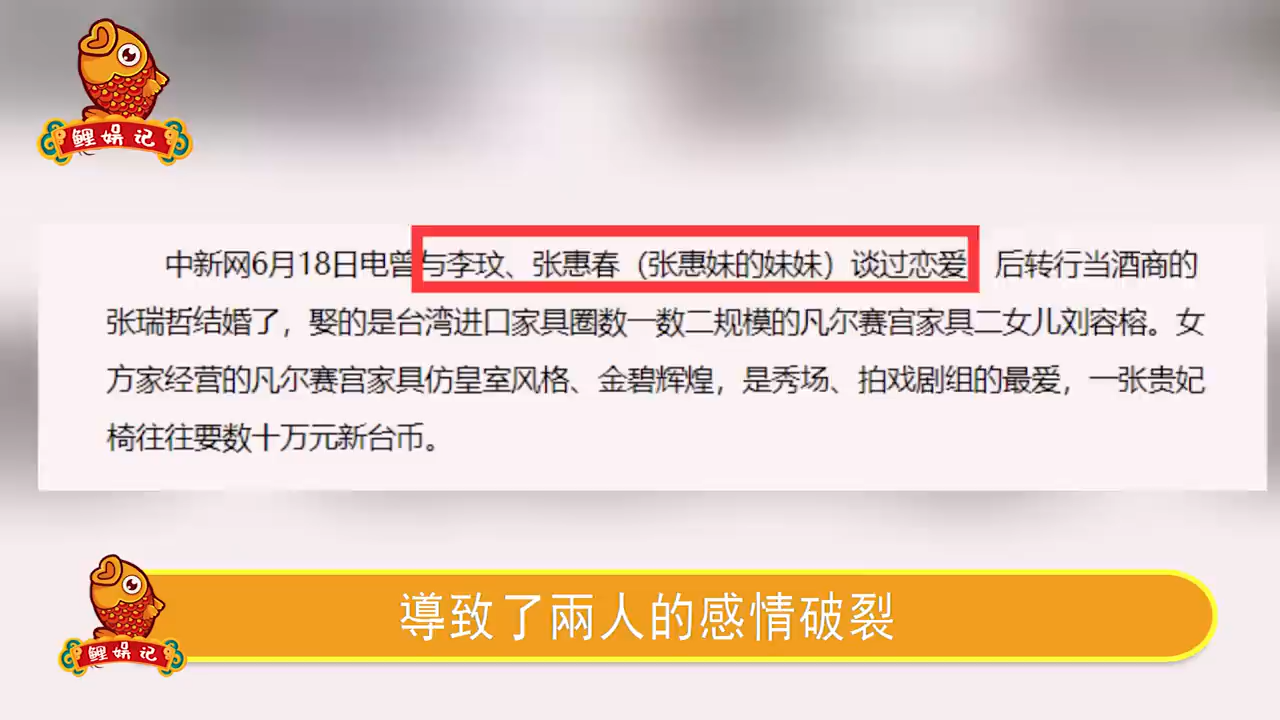 鲤娱记
中新网6月18日电曾与李玟、张惠春（张惠妹的妹妹）谈过恋爱 后转行当酒商的
张瑞哲结婚了，娶的是台湾进口家具圈数一数二规模的凡尔赛宫家具二女儿刘容榕。女
方家经营的凡尔赛宫家具仿皇室风格、金碧辉煌，是秀场、拍戏剧组的最爱，一张贵妃
椅往往要数十万元新台币。
導致了兩人的感情破裂
鲤娱记